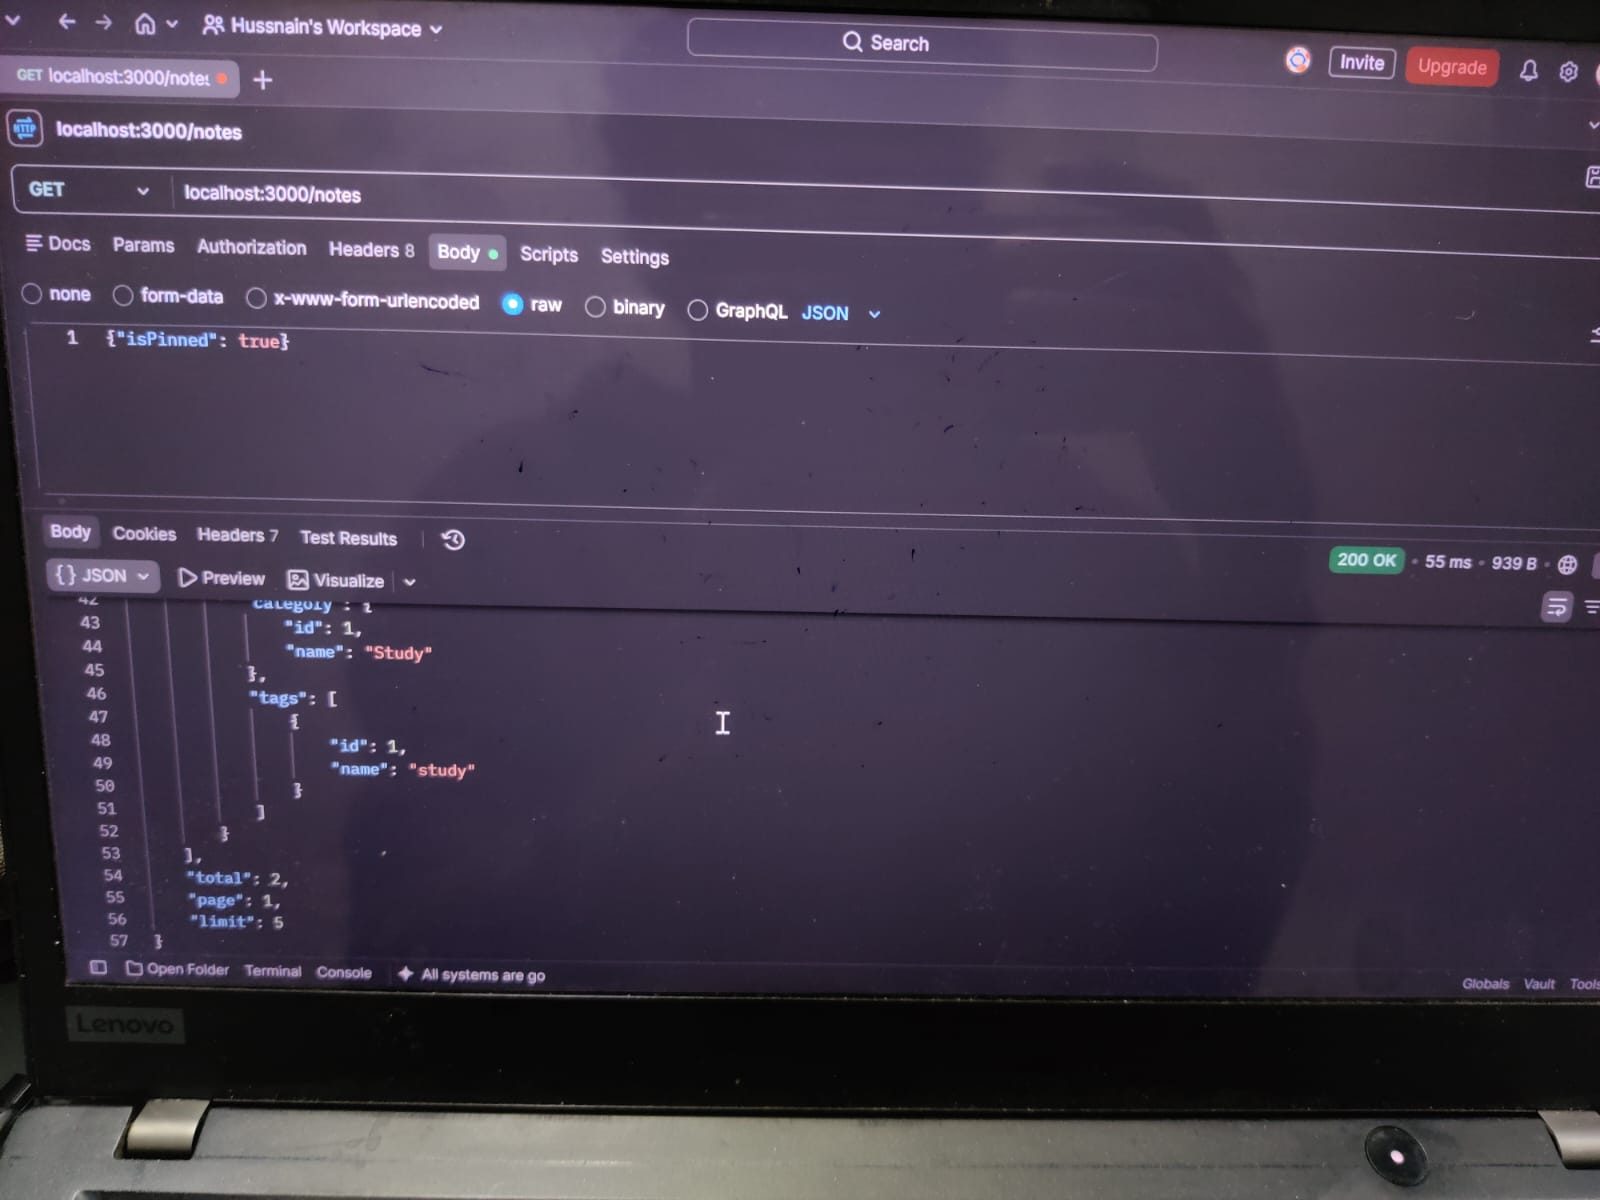 Hussnain's Workspace
Search
Invite
Upgrade
GET localhost:3000/notes
HTTP localhost:3000/notes
GET localhost:3000/notes
Docs Params Authorization Headers 8 Body Scripts Settings
none form-data x-www-form-urlencoded raw binary GraphQL JSON
1 {"isPinned": true}
Body Cookies Headers 7 Test Results
200 OK • 55 ms • 939 B •
{} JSON Preview Visualize
42 category : {
43 "id": 1,
44 "name": "Study"
45 },
46 "tags": [
47 {
48 "id": 1,
49 "name": "study"
50 }
51 ]
52 }
53 ],
54 "total": 2,
55 "page": 1,
56 "limit": 5
57 }
Open Folder Terminal Console All systems are go
Globals Vault Tools
Lenovo